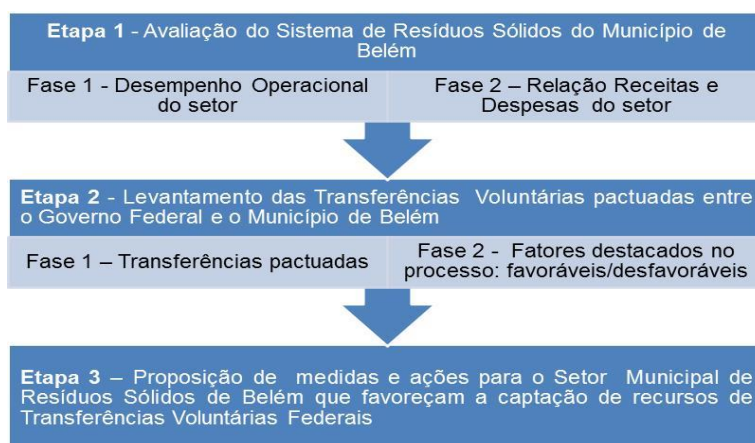 Etapa 1 - Avaliação do Sistema de Resíduos Sólidos do Município de
Belém
Fase 1 - Desempenho Operacional
do setor
Fase 2 – Relação Receitas e
Despesas do setor
Etapa 2 - Levantamento das Transferências Voluntárias pactuadas entre
o Governo Federal e o Município de Belém
Fase 1 – Transferências pactuadas
Fase 2 - Fatores destacados no
processo: favoráveis/desfavoráveis
Etapa 3 – Proposição de medidas e ações para o Setor Municipal de
Resíduos Sólidos de Belém que favoreçam a captação de recursos de
Transferências Voluntárias Federais